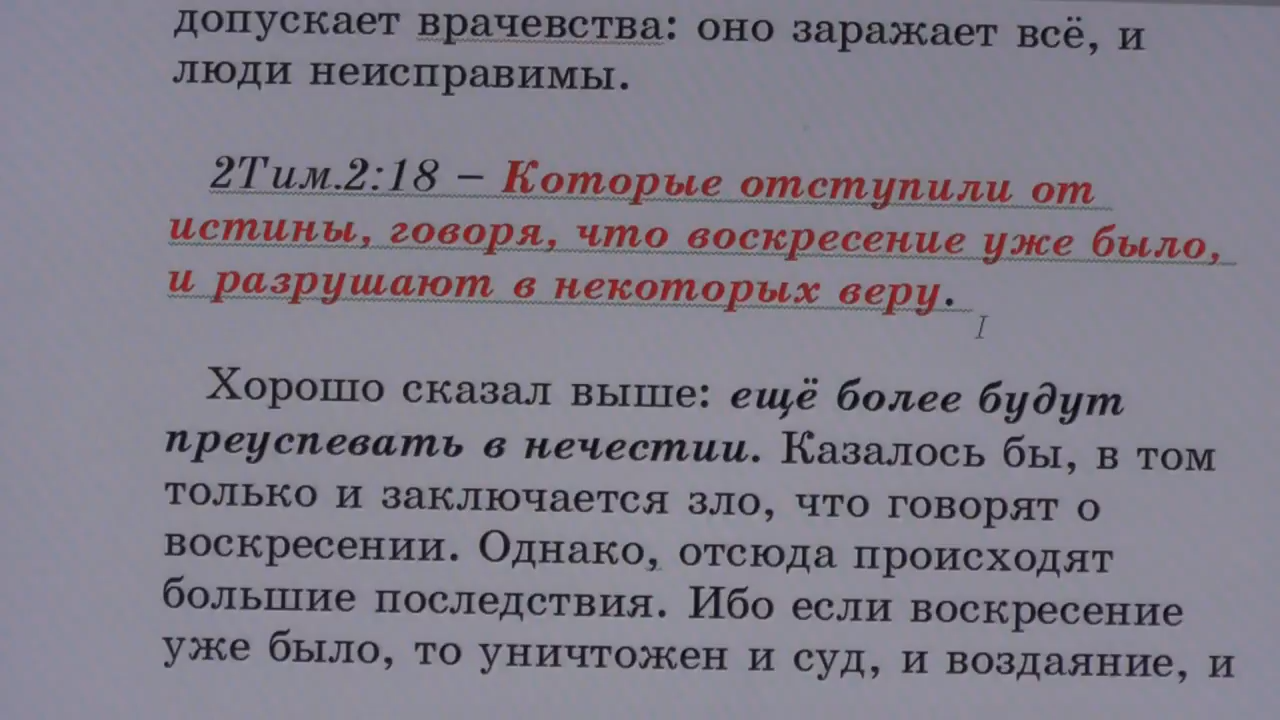 допускает врачевства: оно заражает всё, и
люди неисправимы.
2Тим.2:18 – Которые отступили от
истины, говоря, что воскресение уже было,
и разрушают в некоторых веру.
Хорошо сказал выше: ещё более будут
преуспевать в нечестии. Казалось бы, в том
только и заключается зло, что говорят о
воскресении. Однако, отсюда происходят
большие последствия. Ибо если воскресение
уже было, то уничтожен и суд, и воздаяние, и